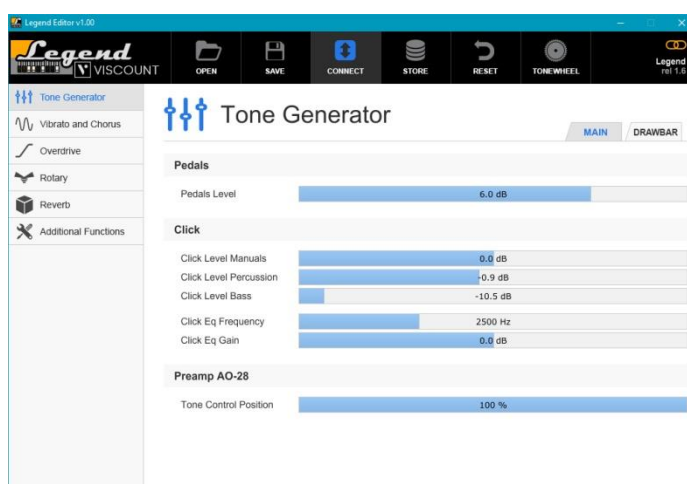 Legend Editor v1.00
Legend
VISCOUNT
OPEN
SAVE
CONNECT
STORE
RESET
TONEWHEEL
Legend
rel 1.6
Tone Generator
Vibrato and Chorus
Overdrive
Rotary
Reverb
Additional Functions
Tone Generator
MAIN
DRAWBAR
Pedals
Pedals Level 6.0 dB
Click
Click Level Manuals 0.0 dB
Click Level Percussion -0.9 dB
Click Level Bass -10.5 dB
Click Eq Frequency 2500 Hz
Click Eq Gain 0.0 dB
Preamp AO-28
Tone Control Position 100 %